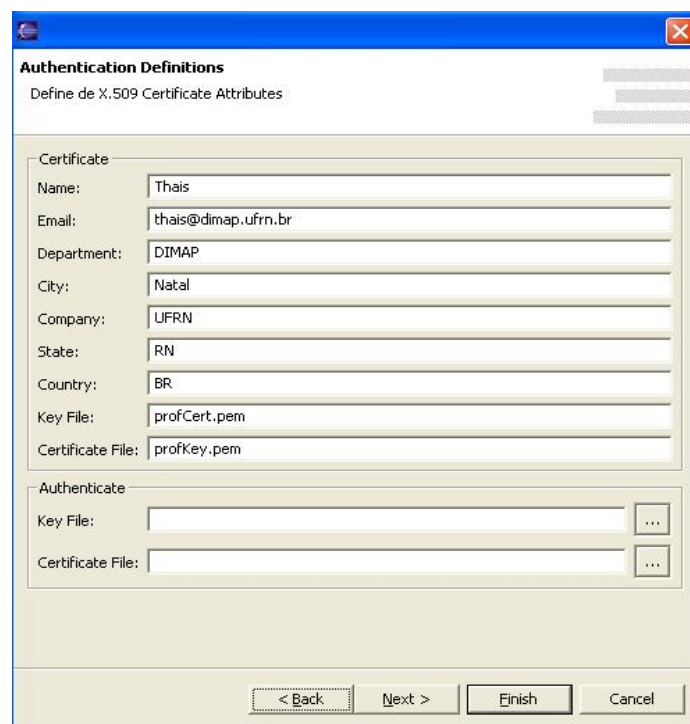 Authentication Definitions
Define de X.509 Certificate Attributes
Certificate
Name: Thais
Email: thais@dimap.ufrn.br
Department: DIMAP
City: Natal
Company: UFRN
State: RN
Country: BR
Key File: profCert.pem
Certificate File: profKey.pem
Authenticate
Key File: ...
Certificate File: ...
< Back Next > Finish Cancel